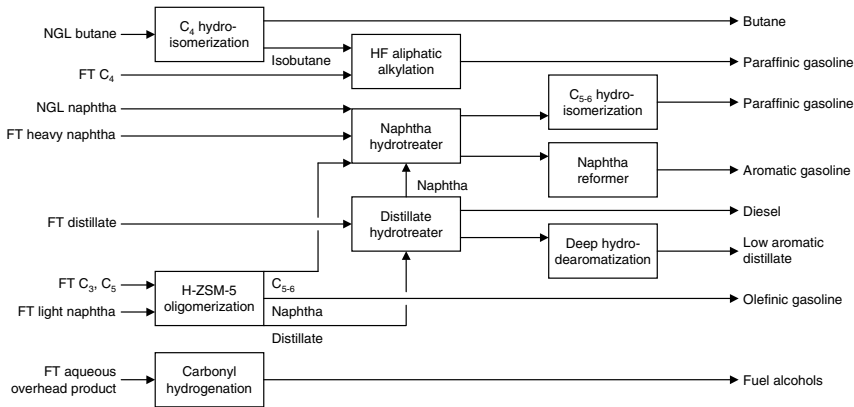 NGL butane
C4 hydro-
isomerization
Butane
Isobutane
FT C4
HF aliphatic
alkylation
Paraffinic gasoline
NGL naphtha
FT heavy naphtha
Naphtha
hydrotreater
C5-6 hydro-
isomerization
Paraffinic gasoline
Naphtha
reformer
Aromatic gasoline
Naphtha
FT distillate
Distillate
hydrotreater
Diesel
Deep hydro-
dearomatization
Low aromatic
distillate
FT C3, C5
FT light naphtha
H-ZSM-5
oligomerization
C5-6
Naphtha
Distillate
Olefinic gasoline
FT aqueous
overhead product
Carbonyl
hydrogenation
Fuel alcohols